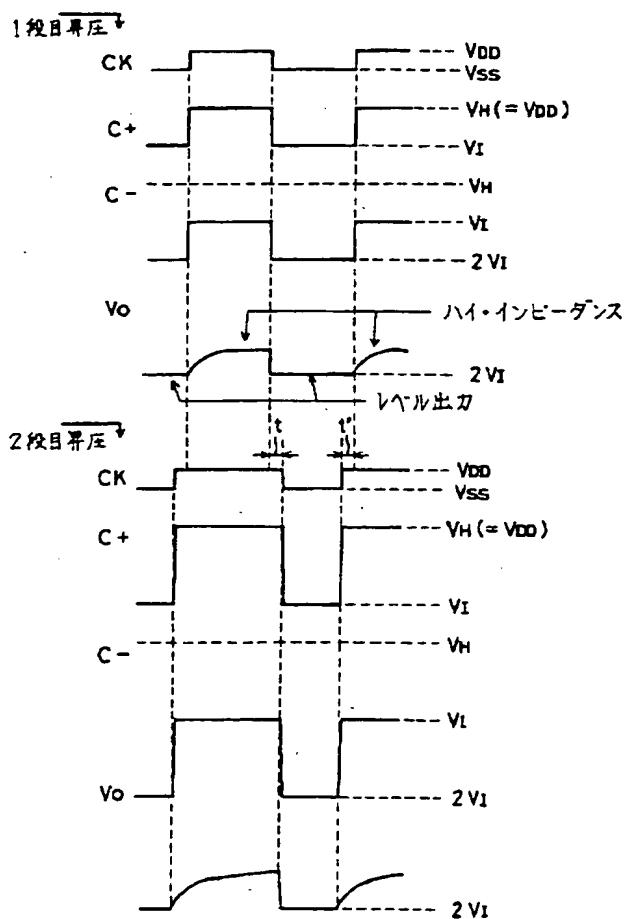 1段目昇圧
CK
VDD
VSS
C+
VH(=VDD)
VI
C-
VH
VI
2VI
Vo
ハイ・インピーダンス
2VI
レベル出力
2段目昇圧
t
t'
CK
VDD
VSS
C+
VH(=VDD)
VI
C-
VH
VI
Vo
2VI
2VI